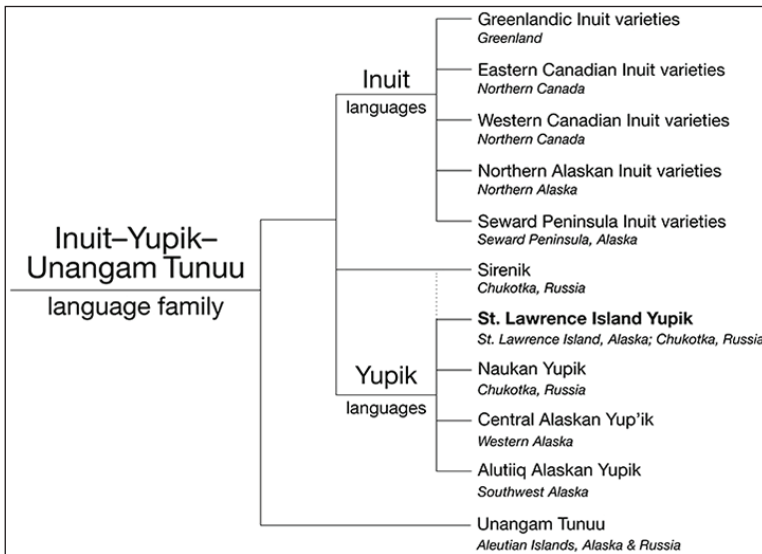 Inuit–Yupik–
Unangam Tunuu
language family
Inuit
languages
Greenlandic Inuit varieties
Greenland
Eastern Canadian Inuit varieties
Northern Canada
Western Canadian Inuit varieties
Northern Canada
Northern Alaskan Inuit varieties
Northern Alaska
Seward Peninsula Inuit varieties
Seward Peninsula, Alaska
Sirenik
Chukotka, Russia
Yupik
languages
St. Lawrence Island Yupik
St. Lawrence Island, Alaska; Chukotka, Russia
Naukan Yupik
Chukotka, Russia
Central Alaskan Yup’ik
Western Alaska
Alutiiq Alaskan Yupik
Southwest Alaska
Unangam Tunuu
Aleutian Islands, Alaska & Russia